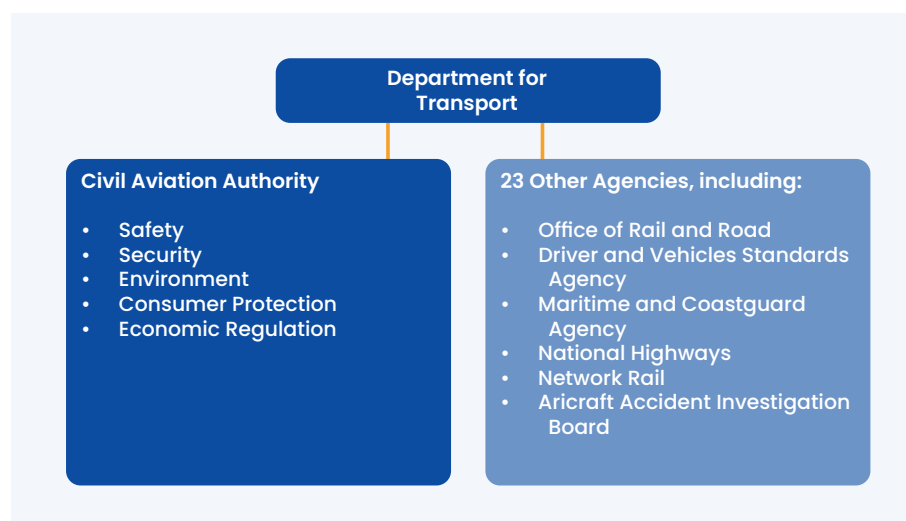 Department for
Transport
Civil Aviation Authority
• Safety
• Security
• Environment
• Consumer Protection
• Economic Regulation
23 Other Agencies, including:
• Office of Rail and Road
• Driver and Vehicles Standards
Agency
• Maritime and Coastguard
Agency
• National Highways
• Network Rail
• Aricraft Accident Investigation
Board